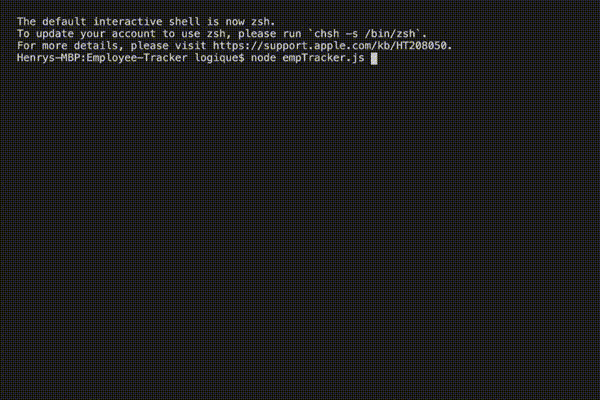 The default interactive shell is now zsh.
To update your account to use zsh, please run `chsh -s /bin/zsh`.
For more details, please visit https://support.apple.com/kb/HT208050.
Henrys-MBP:Employee-Tracker logique$ node empTracker.js